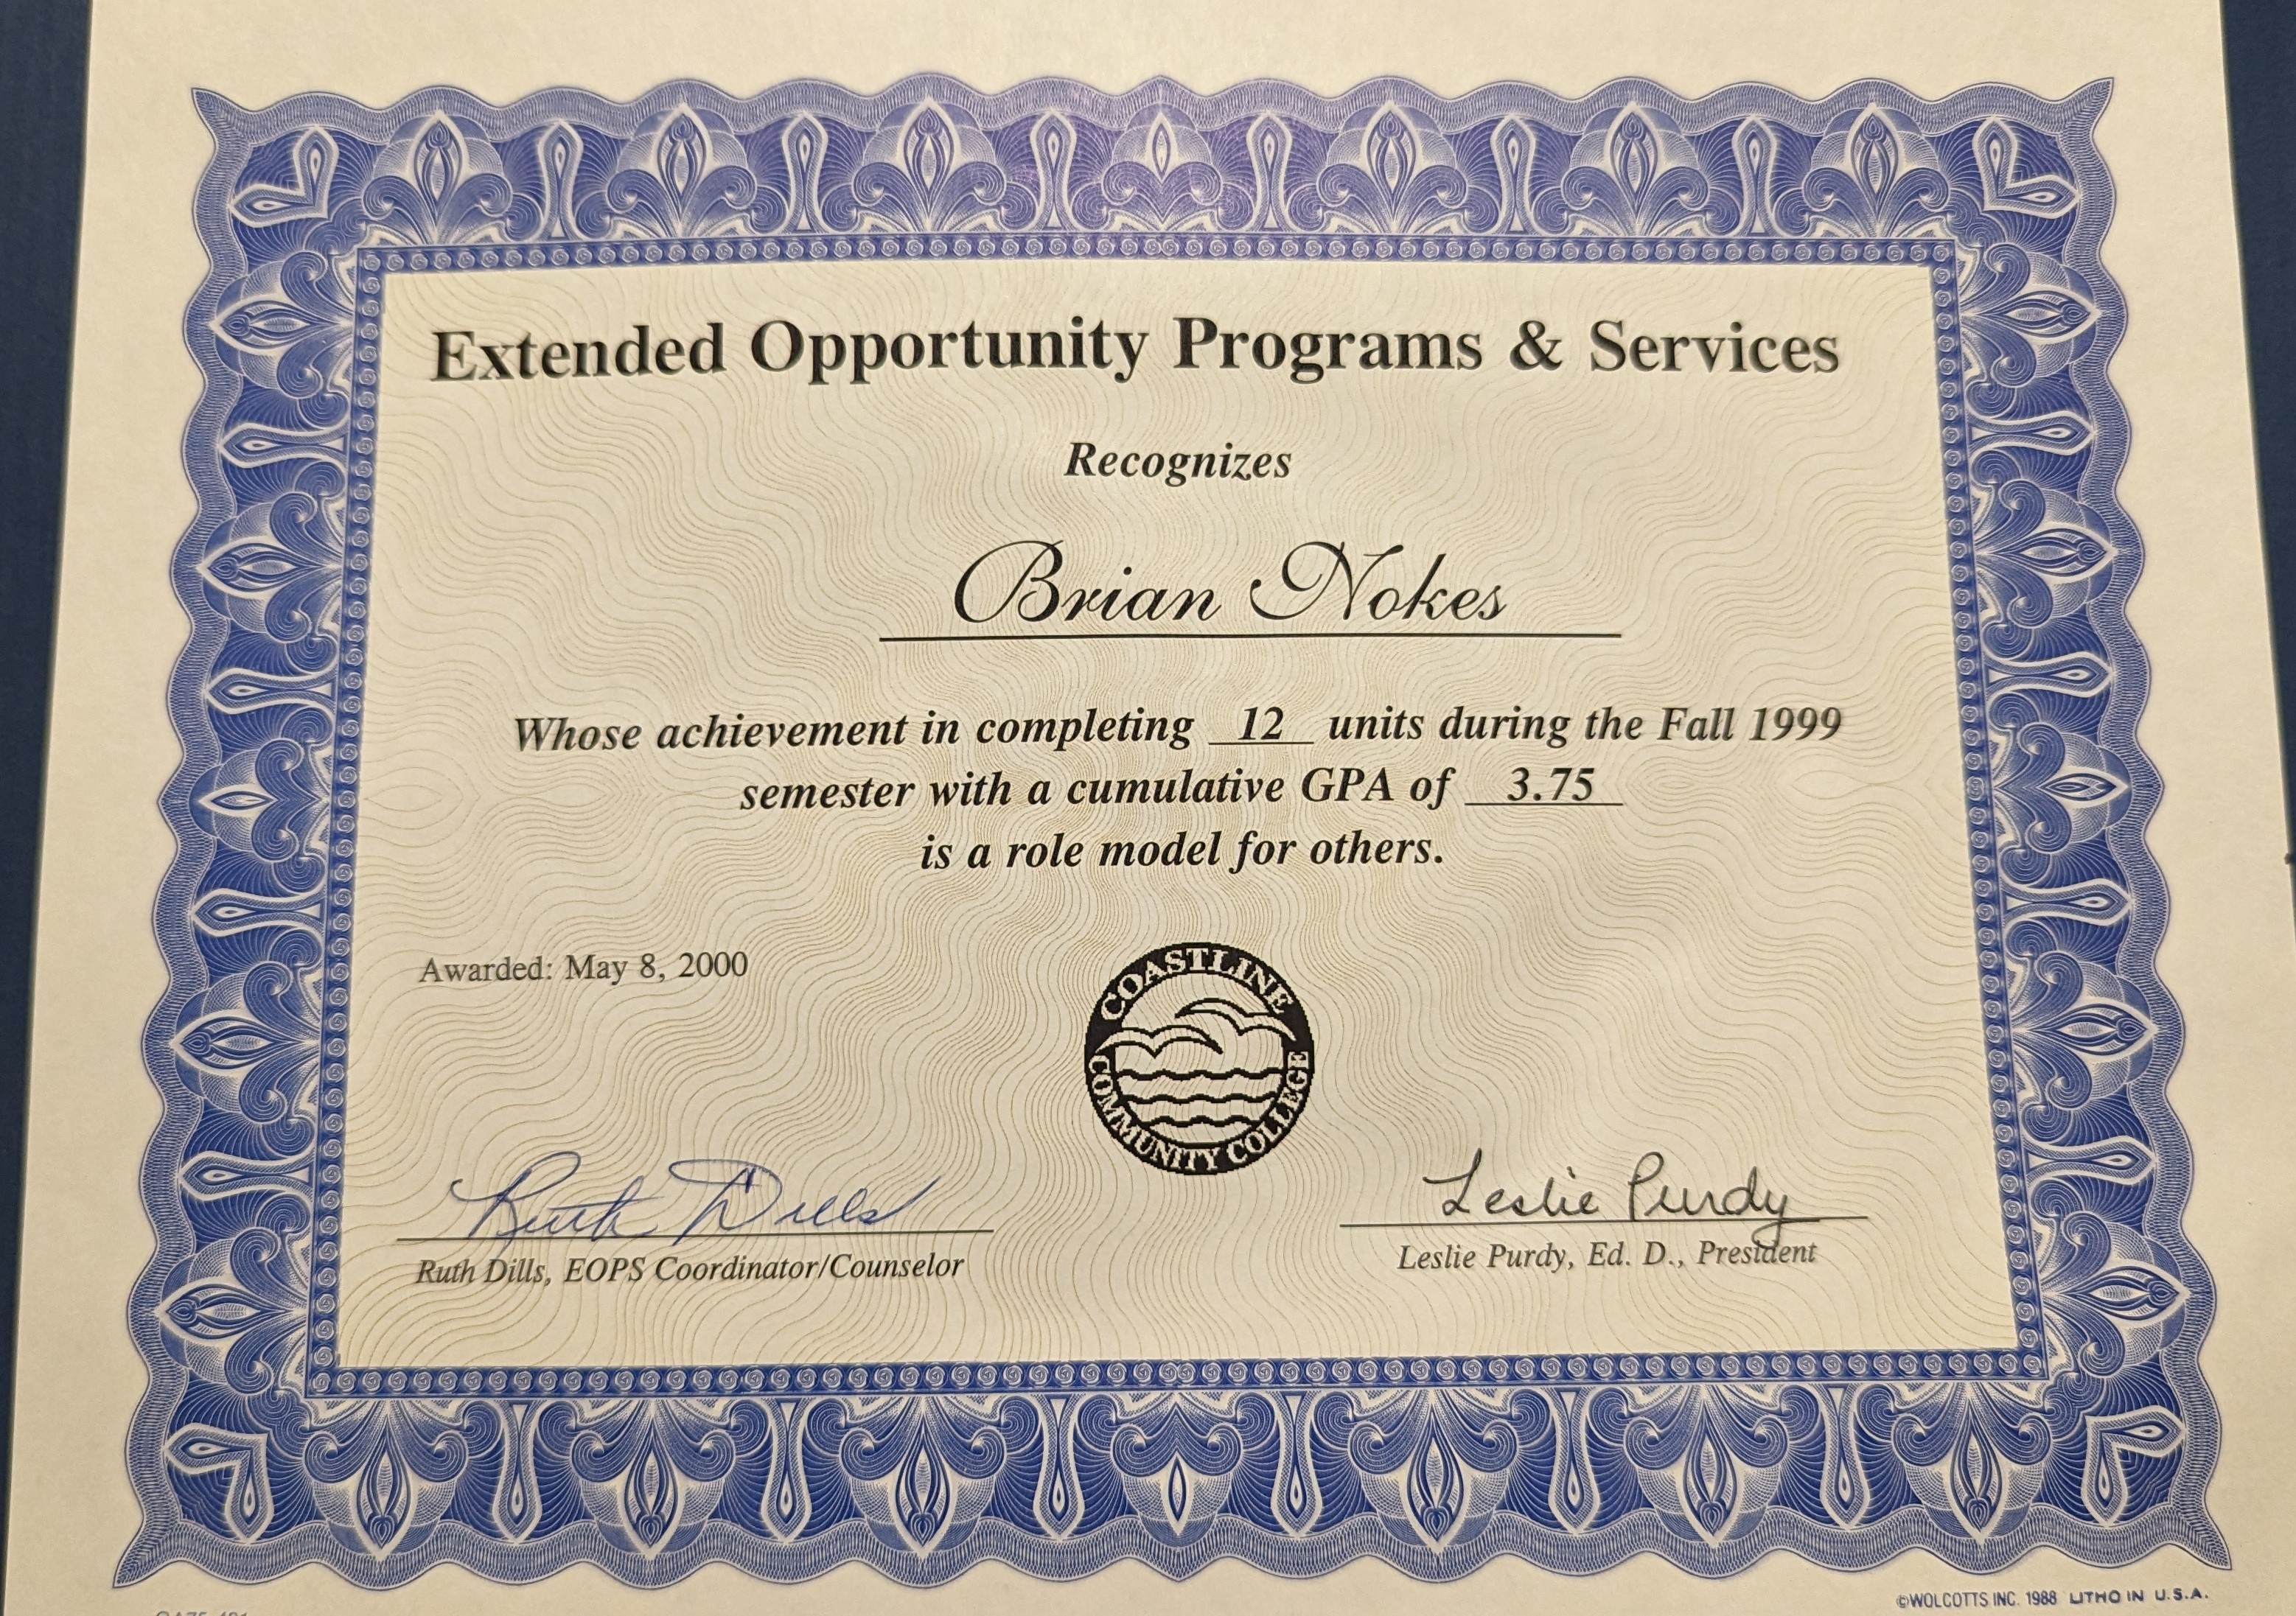 Extended Opportunity Programs & Services
Recognizes
Brian Nokes
Whose achievement in completing 12 units during the Fall 1999
semester with a cumulative GPA of 3.75
is a role model for others.
Awarded: May 8, 2000
COASTLINE
COMMUNITY COLLEGE
Ruth Dills
Leslie Purdy
Ruth Dills, EOPS Coordinator/Counselor
Leslie Purdy, Ed. D., President
©WOLCOTTS INC. 1988 LITHO IN U.S.A.